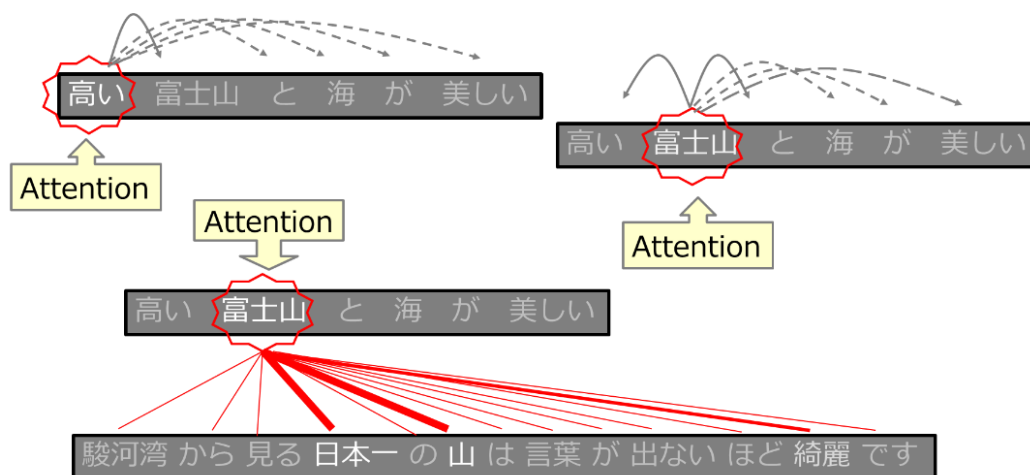 高い 富士山 と 海 が 美しい
Attention
高い 富士山 と 海 が 美しい
Attention
Attention
高い 富士山 と 海 が 美しい
駿河湾 から 見る 日本一 の 山 は 言葉 が 出ない ほど 綺麗 です